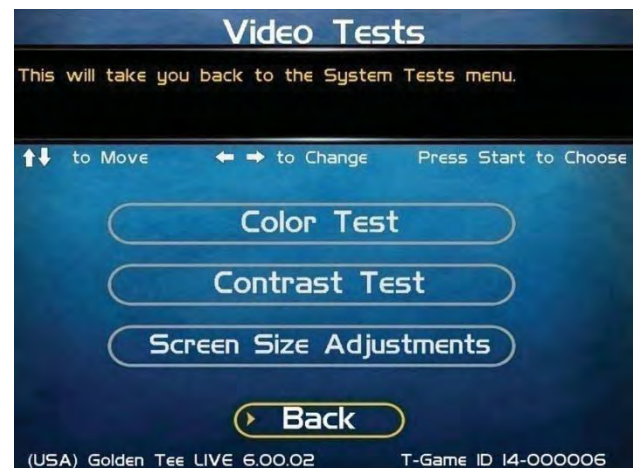 Video Tests
This will take you back to the System Tests menu.
to Move to Change Press Start to Choose
Color Test
Contrast Test
Screen Size Adjustments
Back
(USA) Golden Tee LIVE 6.00.02 T-Game ID 14-000006